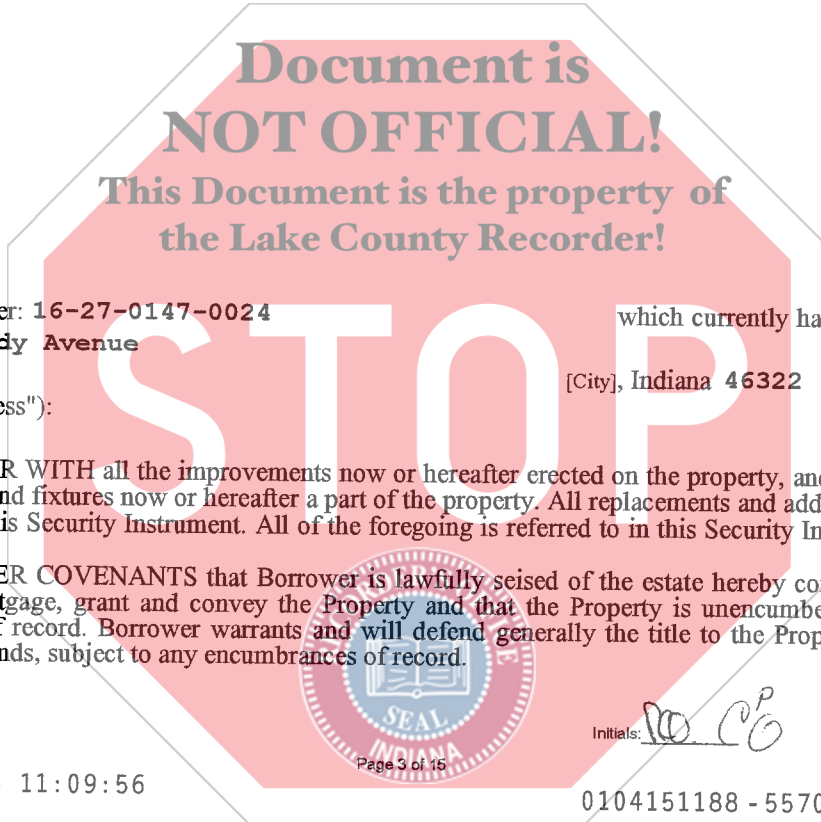 Document is
NOT OFFICIAL!
This Document is the property of
the Lake County Recorder!
er: 16-27-0147-0024 which currently ha
dy Avenue
[City], Indiana 46322
ess"):
STOP
R WITH all the improvements now or hereafter erected on the property, and
nd fixtures now or hereafter a part of the property. All replacements and add
is Security Instrument. All of the foregoing is referred to in this Security In
ER COVENANTS that Borrower is lawfully seised of the estate hereby co
tgage, grant and convey the Property and that the Property is unencumbe
f record. Borrower warrants and will defend generally the title to the Prop
nds, subject to any encumbrances of record.
RECORDER'S OFFICE
SEAL
INDIANA
Initials:
Page 3 of 15
11:09:56
0104151188 - 5570